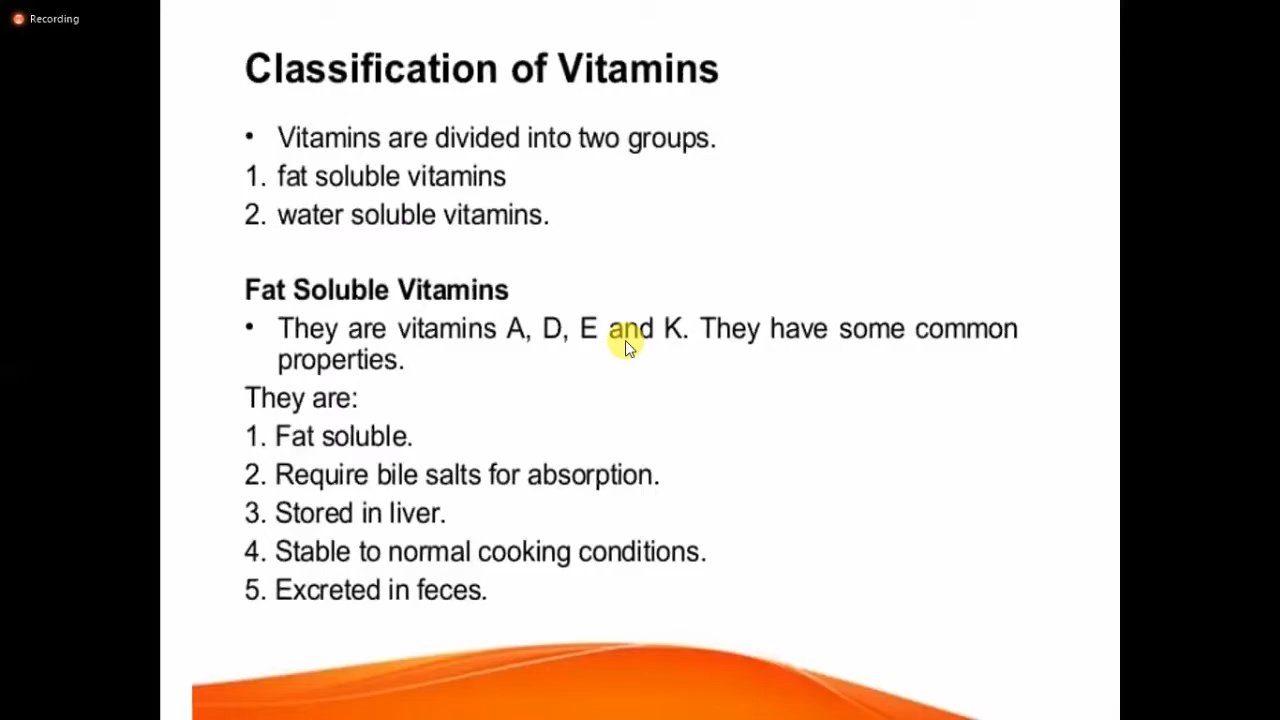 Recording
Classification of Vitamins
• Vitamins are divided into two groups.
1. fat soluble vitamins
2. water soluble vitamins.
Fat Soluble Vitamins
• They are vitamins A, D, E and K. They have some common
properties.
They are:
1. Fat soluble.
2. Require bile salts for absorption.
3. Stored in liver.
4. Stable to normal cooking conditions.
5. Excreted in feces.